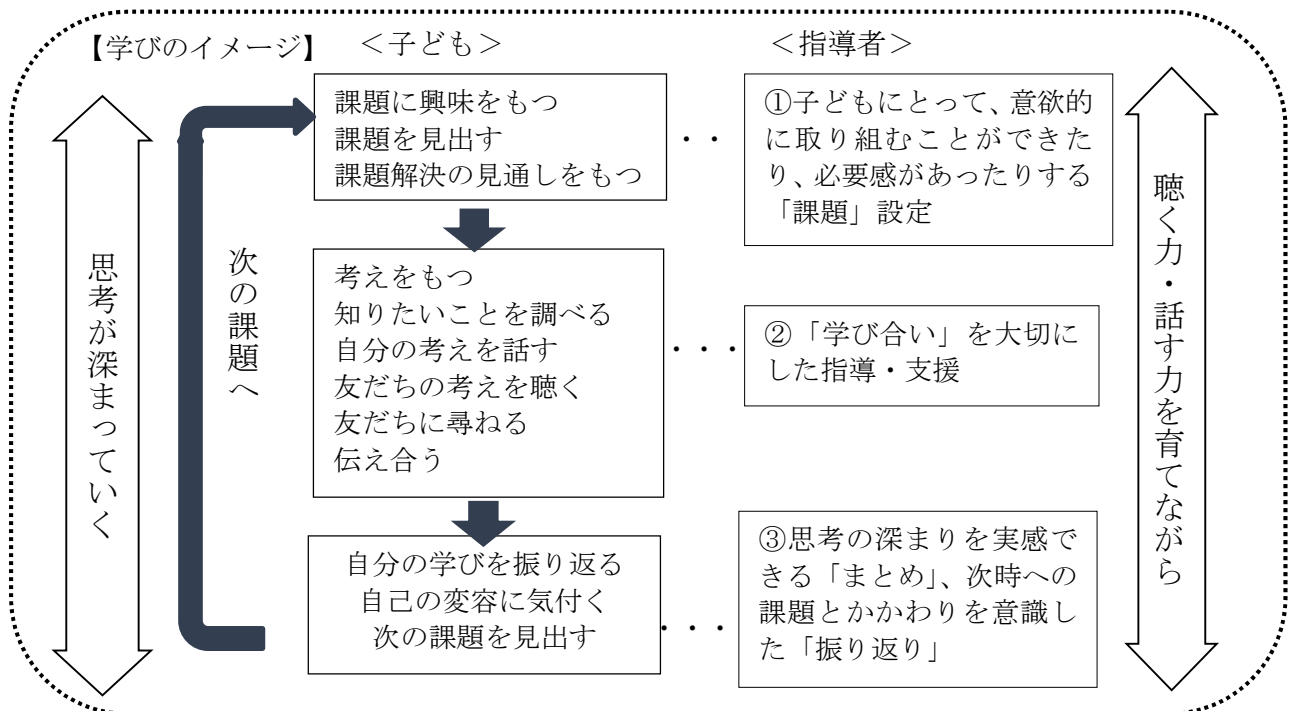 【学びのイメージ】
＜子ども＞
＜指導者＞
思考が深まっていく
次の課題へ
課題に興味をもつ
課題を見出す
課題解決の見通しをもつ
・・
①子どもにとって、意欲的
に取り組むことができた
り、必要感があったりする
「課題」設定
考えをもつ
知りたいことを調べる
自分の考えを話す
友だちの考えを聴く
友だちに尋ねる
伝え合う
・・・
②「学び合い」を大切に
した指導・支援
自分の学びを振り返る
自己の変容に気付く
次の課題を見出す
・・・
③思考の深まりを実感で
きる「まとめ」、次時への
課題とかかわりを意識し
た「振り返り」
聴く力・話す力を育てながら